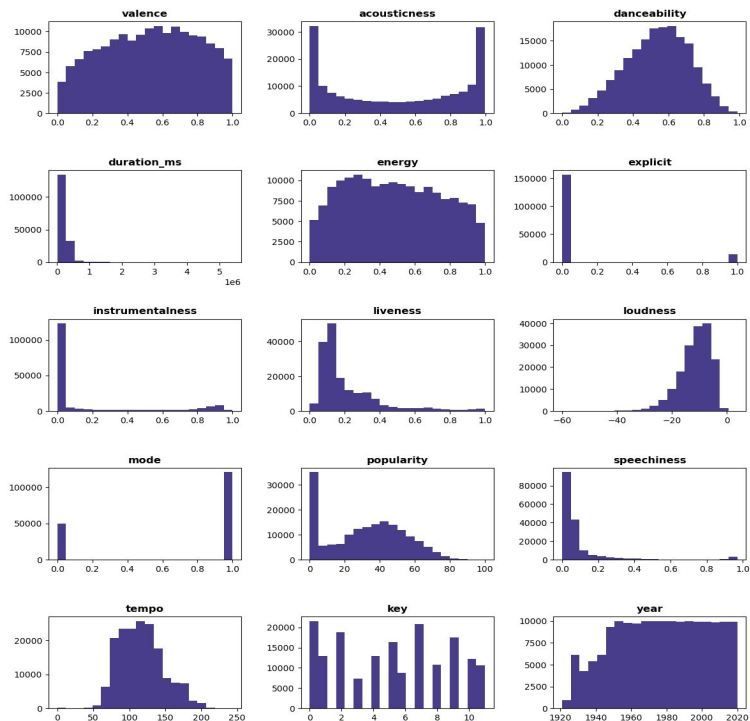 valence acousticness danceability
10000 7500 5000 2500 0
0.0 0.2 0.4 0.6 0.8 1.0
30000 20000 10000 0
0.0 0.2 0.4 0.6 0.8 1.0
15000 10000 5000 0
0.0 0.2 0.4 0.6 0.8 1.0
duration_ms energy explicit
100000 50000 0
0 1 2 3 4 5
1e6
10000 7500 5000 2500 0
0.0 0.2 0.4 0.6 0.8 1.0
150000 100000 50000 0
0.0 0.2 0.4 0.6 0.8 1.0
instrumentalness liveness loudness
100000 50000 0
0.0 0.2 0.4 0.6 0.8 1.0
40000 20000 0
0.0 0.2 0.4 0.6 0.8 1.0
40000 30000 20000 10000 0
−60 −40 −20 0
mode popularity speechiness
100000 50000 0
0.0 0.2 0.4 0.6 0.8 1.0
30000 20000 10000 0
0 20 40 60 80 100
80000 60000 40000 20000 0
0.0 0.2 0.4 0.6 0.8 1.0
tempo key year
20000 10000 0
0 50 100 150 200 250
20000 15000 10000 5000 0
0 2 4 6 8 10
10000 7500 5000 2500 0
1920 1940 1960 1980 2000 2020